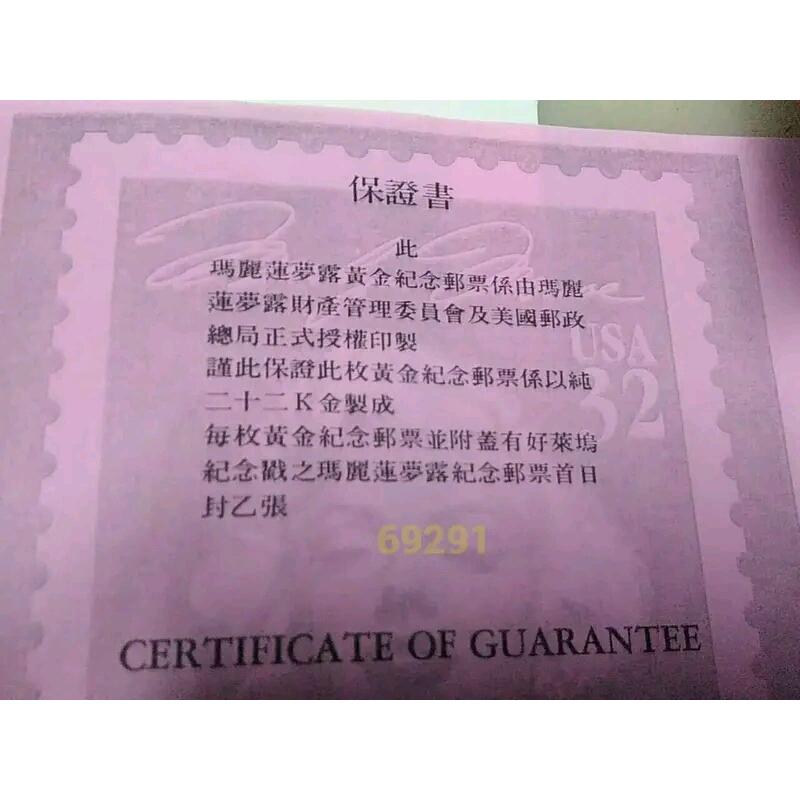 保證書
此
瑪麗蓮夢露黃金紀念郵票係由瑪麗
蓮夢露財產管理委員會及美國郵政
總局正式授權印製
謹此保證此枚黃金紀念郵票係以純
二十二K金製成
每枚黃金紀念郵票並附蓋有好萊塢
紀念戳之瑪麗蓮夢露紀念郵票首日
封乙張
USA
32
69291
CERTIFICATE OF GUARANTEE